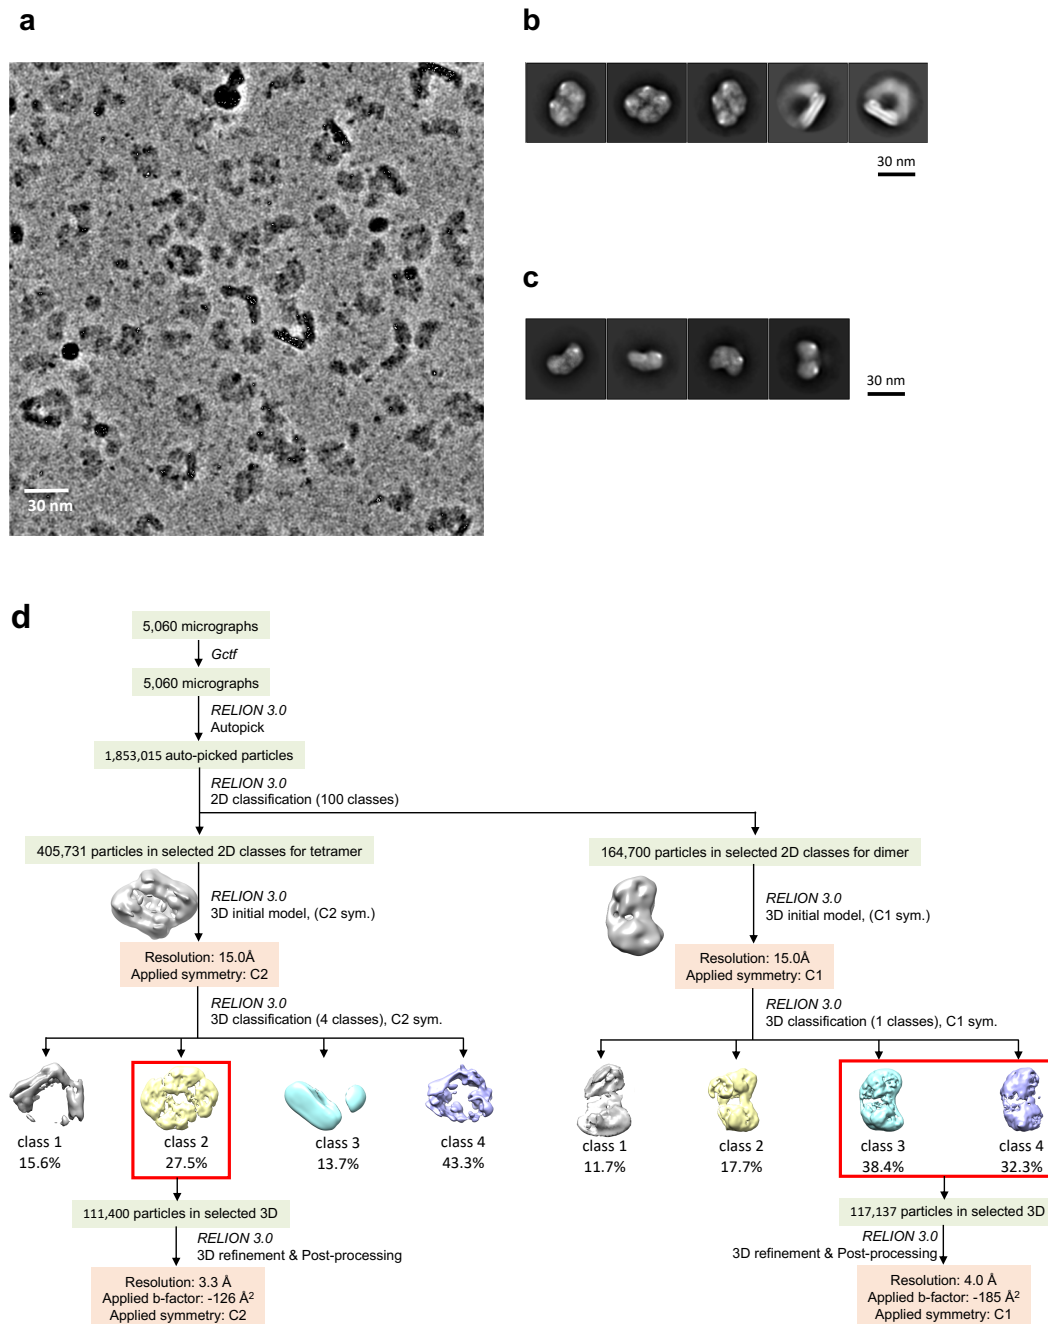 a
b
30 nm
c
30 nm
30 nm
d
5,060 micrographs
Gctf
5,060 micrographs
RELION 3.0
Autopick
1,853,015 auto-picked particles
RELION 3.0
2D classification (100 classes)
405,731 particles in selected 2D classes for tetramer
164,700 particles in selected 2D classes for dimer
RELION 3.0
3D initial model, (C2 sym.)
RELION 3.0
3D initial model, (C1 sym.)
Resolution: 15.0Å
Applied symmetry: C2
Resolution: 15.0Å
Applied symmetry: C1
RELION 3.0
3D classification (4 classes), C2 sym.
RELION 3.0
3D classification (1 classes), C1 sym.
class 1
15.6%
class 2
27.5%
class 3
13.7%
class 4
43.3%
class 1
11.7%
class 2
17.7%
class 3
38.4%
class 4
32.3%
111,400 particles in selected 3D
RELION 3.0
3D refinement & Post-processing
Resolution: 3.3 Å
Applied b-factor: -126 Å²
Applied symmetry: C2
117,137 particles in selected 3D
RELION 3.0
3D refinement & Post-processing
Resolution: 4.0 Å
Applied b-factor: -185 Å²
Applied symmetry: C1